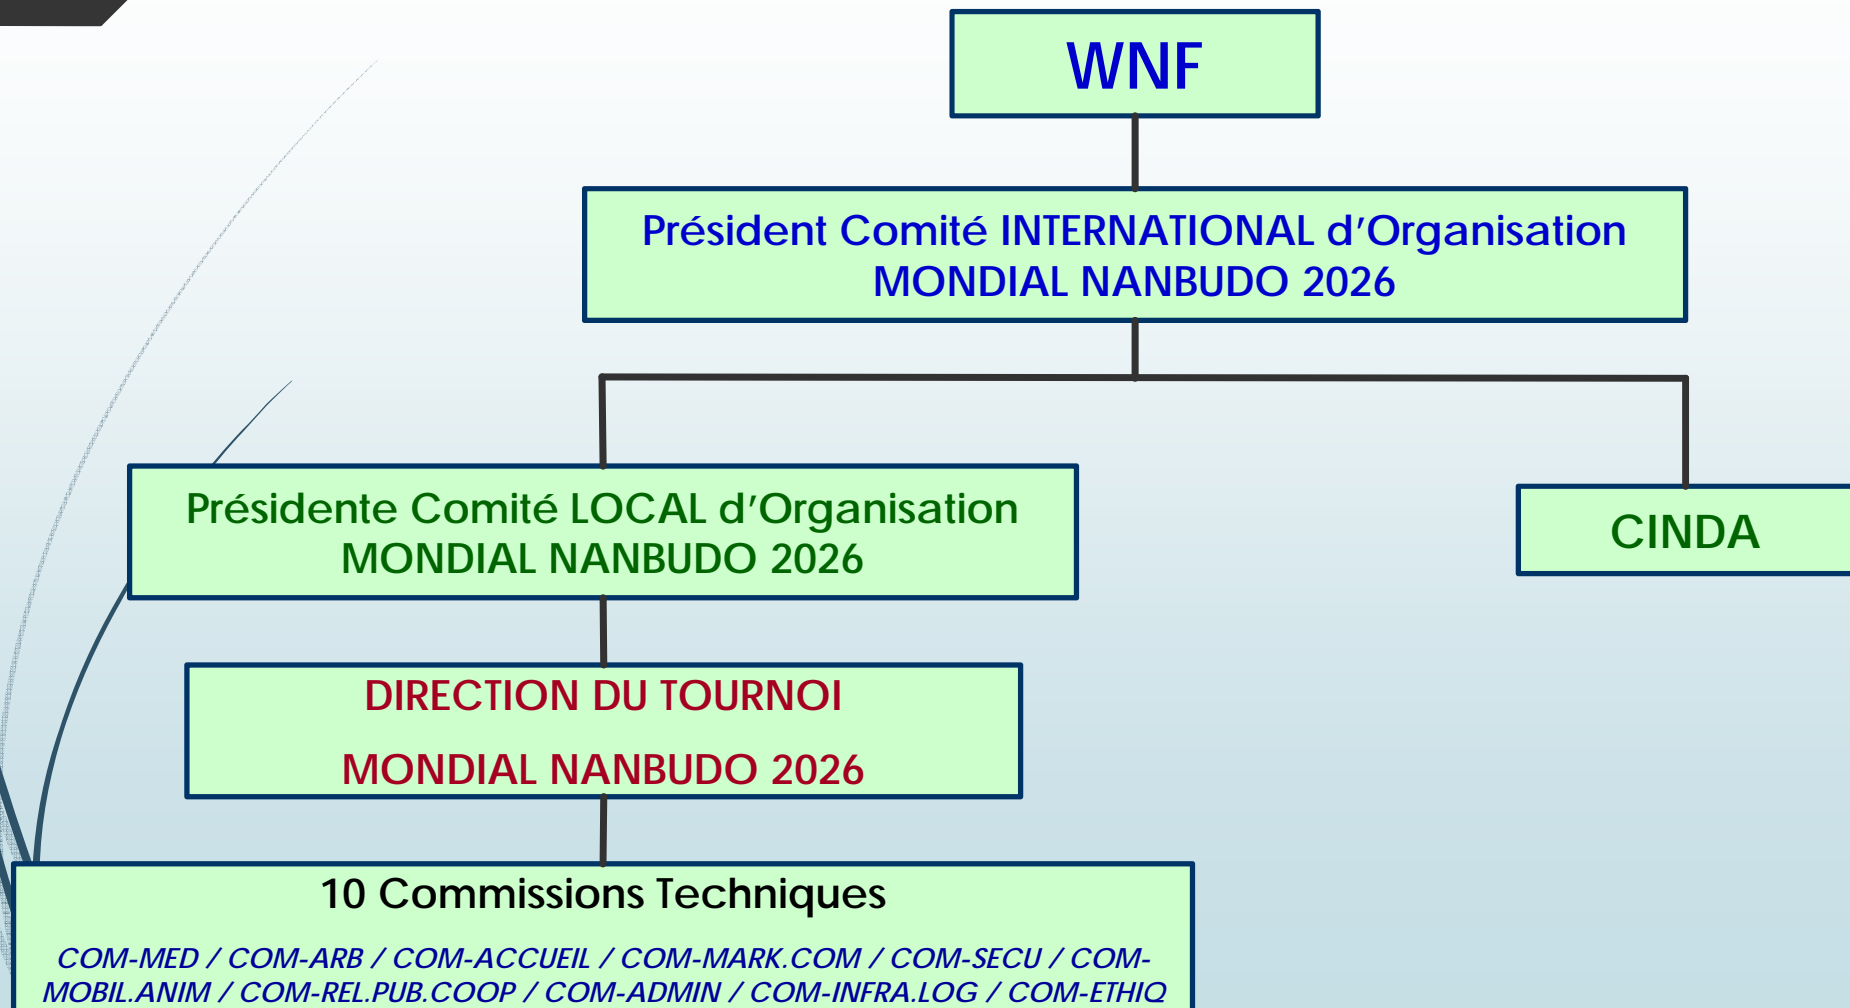 WNF
Président Comité INTERNATIONAL d’Organisation
MONDIAL NANBUDO 2026
Présidente Comité LOCAL d’Organisation
MONDIAL NANBUDO 2026
CINDA
DIRECTION DU TOURNOI
MONDIAL NANBUDO 2026
10 Commissions Techniques
COM-MED / COM-ARB / COM-ACCUEIL / COM-MARK.COM / COM-SECU / COM-
MOBIL.ANIM / COM-REL.PUB.COOP / COM-ADMIN / COM-INFRA.LOG / COM-ETHIQ